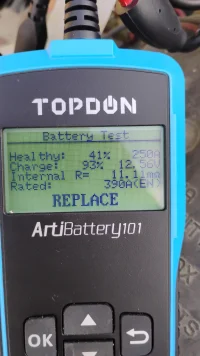 TOPDON
Battery Test
Healthy: 41% 250A
Charge: 93% 12.56V
Internal R= 11.11mΩ
Rated: 390A(EN)
REPLACE
ArtiBattery101
OK